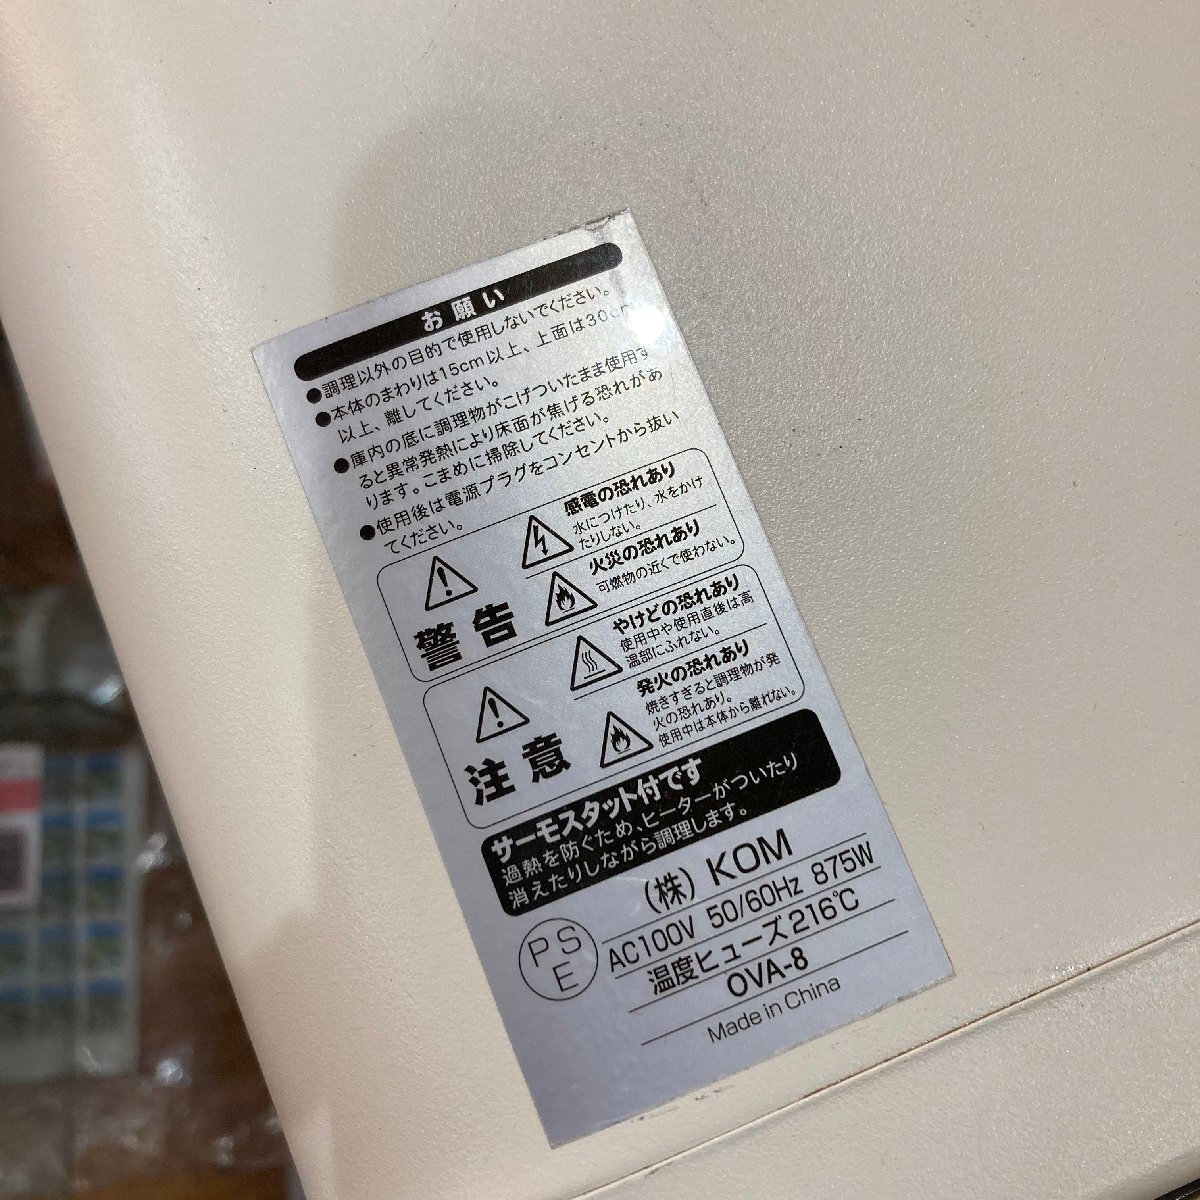 お願い
●調理以外の目的で使用しないでください。
●本体のまわりは15cm以上、上面は30cm
以上、離してください。
●庫内の底に調理物がこげついたまま使用す
ると異常発熱により床面が焦げる恐れがあ
ります。こまめに掃除してください。
●使用後は電源プラグをコンセントから抜い
てください。
警告
感電の恐れあり
水につけたり、水をかけ
たりしない。
火災の恐れあり
可燃物の近くで使わない。
注意
やけどの恐れあり
使用中や使用直後は高
温部にふれない。
発火の恐れあり
焼きすぎると調理物が発
火の恐れあり。
使用中は本体から離れない。
サーモスタット付です
過熱を防ぐため、ヒーターがついたり
消えたりしながら調理します。
PSE
(株) KOM
AC100V 50/60Hz 875W
温度ヒューズ216℃
OVA-8
Made in China